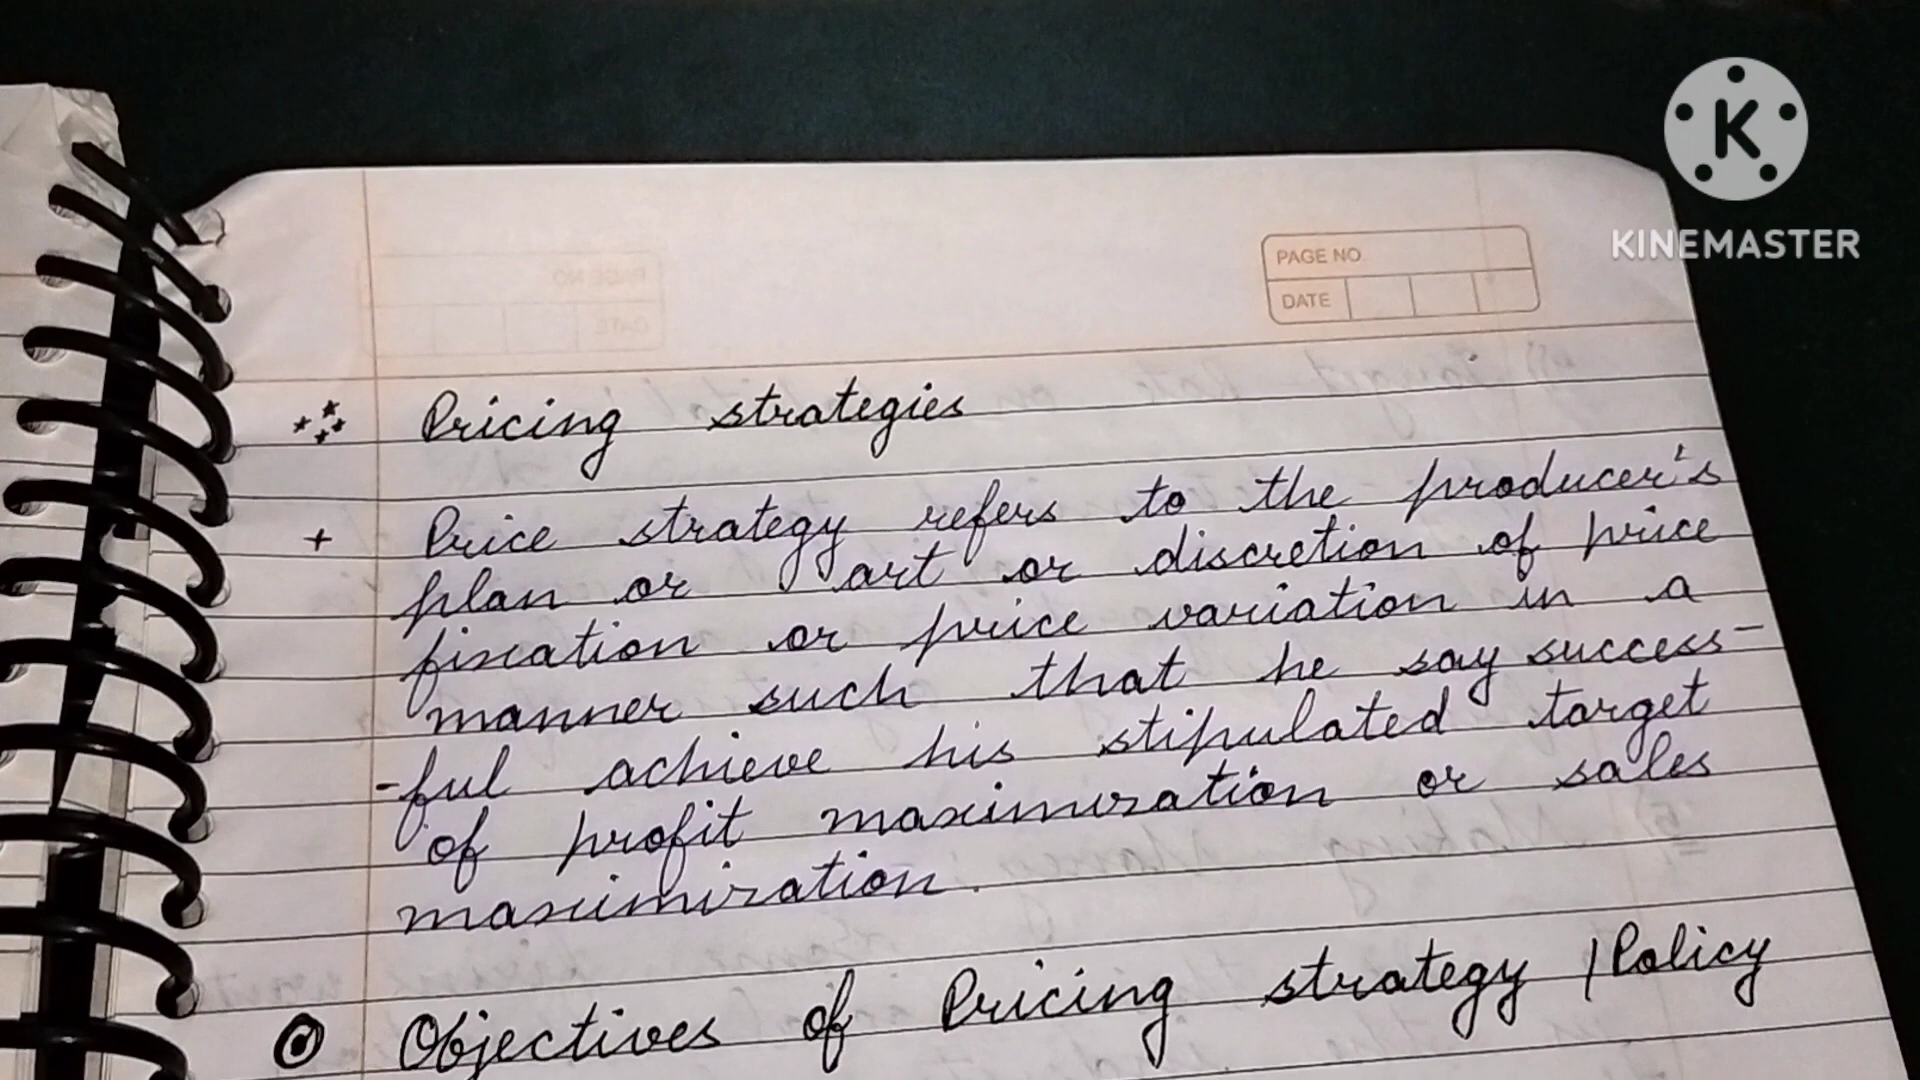 KINEMASTER
PAGE NO.
DATE
Pricing strategies
+ Price strategy refers to the producer's
plan or art or discretion of price
fixcation or price variation in a
manner such that he say success-
-ful achieve his stipulated target
of profit maximization or sales
maximization.
Objectives of Pricing strategy / Policy